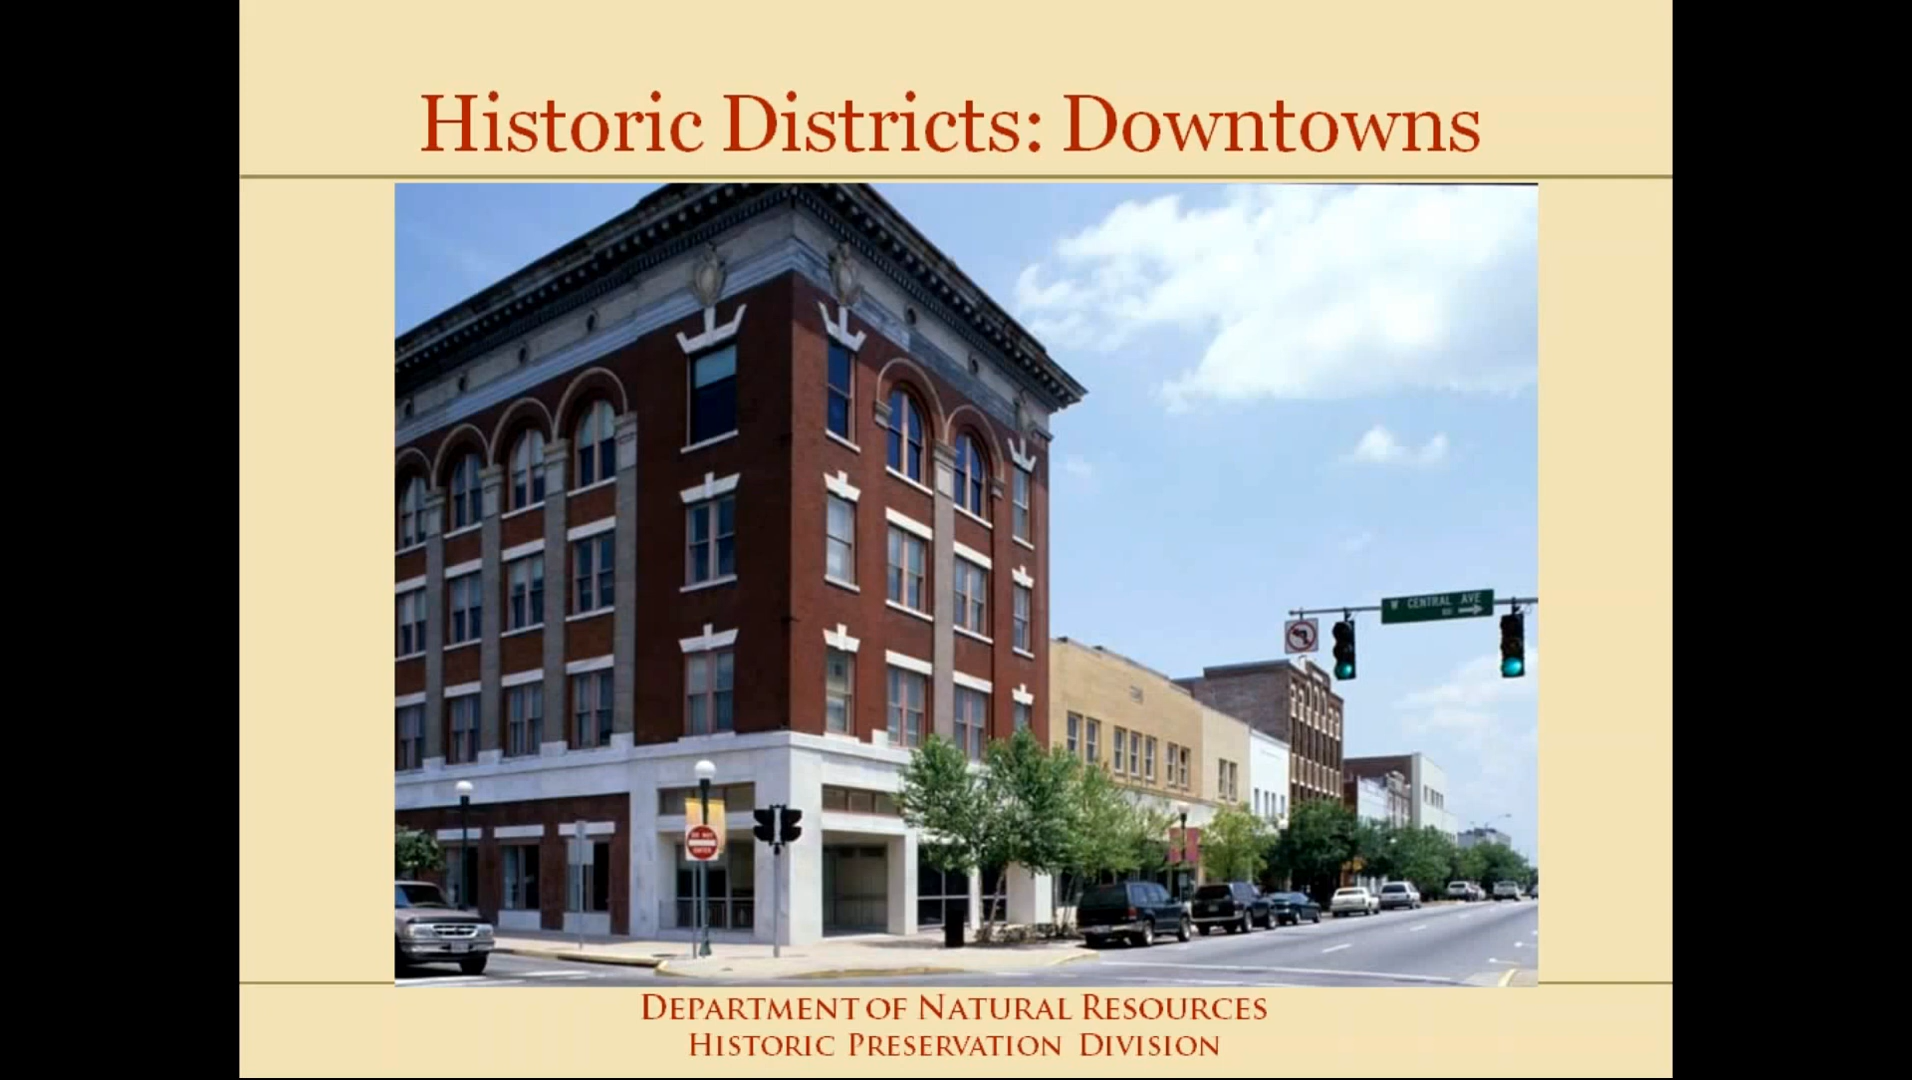 Historic Districts: Downtowns
W CENTRAL AVE
DO NOT
ENTER
DEPARTMENT OF NATURAL RESOURCES
HISTORIC PRESERVATION DIVISION